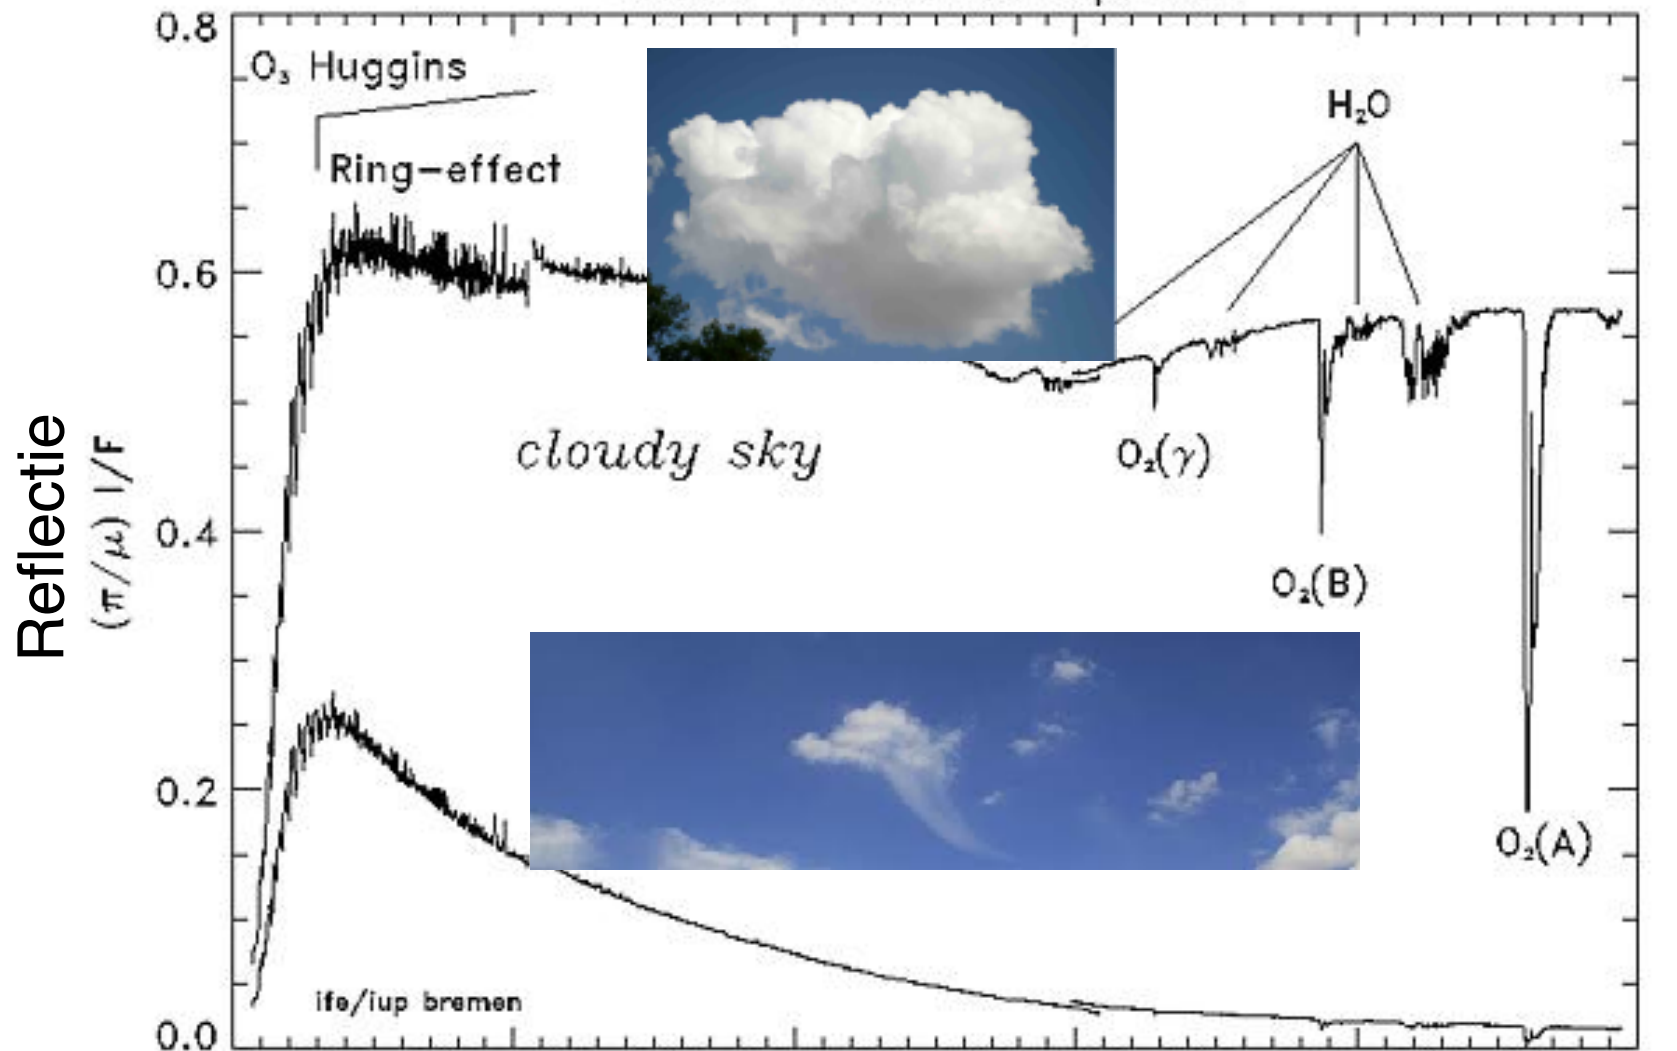 0.8
O₃ Huggins
H₂O
Ring-effect
0.6
cloudy sky
O₂(γ)
Reflectie
(π/μ) I/F
0.4
O₂(B)
0.2
O₂(A)
ife/iup bremen
0.0